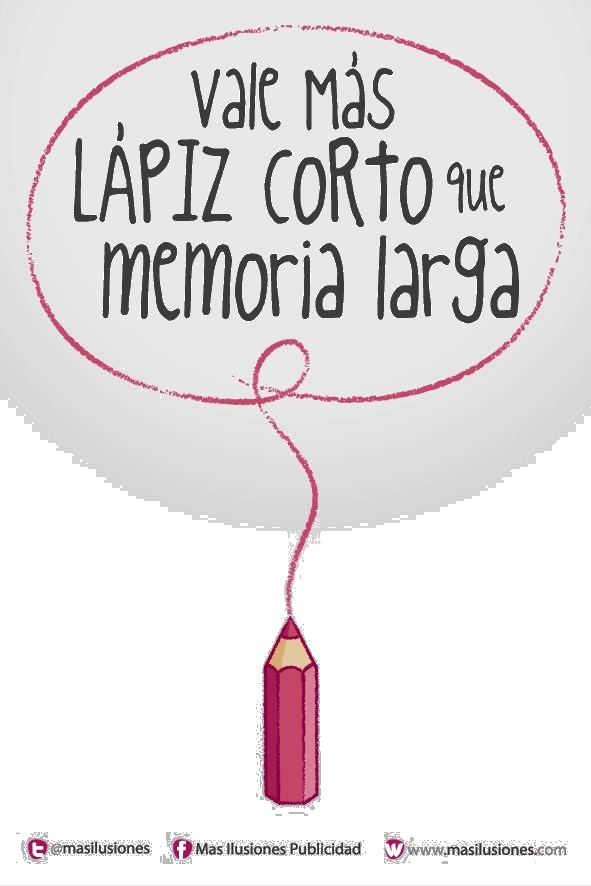 vale más
LÁPIZ CORTO que
memoria larga
@masilusiones Mas Ilusiones Publicidad www.masilusiones.com